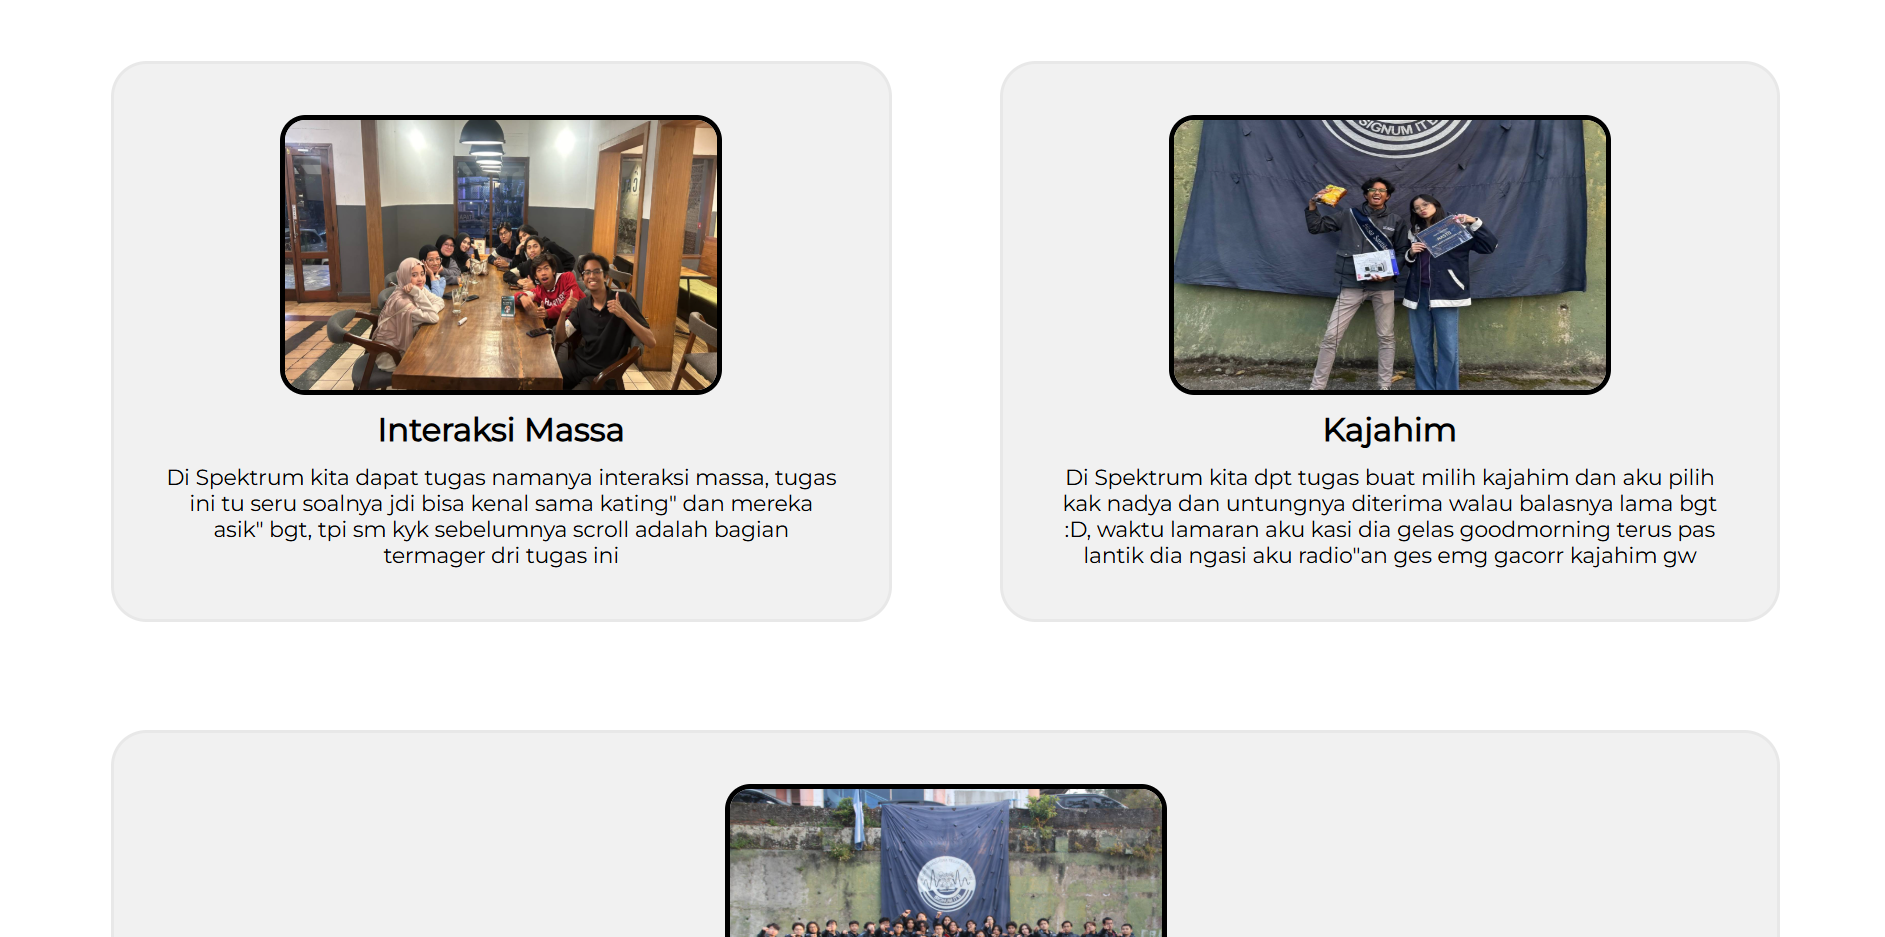 SIGNUM ITB
Interaksi Massa
Di Spektrum kita dapat tugas namanya interaksi massa, tugas
ini tu seru soalnya jdi bisa kenal sama kating" dan mereka
asik" bgt, tpi sm kyk sebelumnya scroll adalah bagian
termager dri tugas ini
Kajahim
Di Spektrum kita dpt tugas buat milih kajahim dan aku pilih
kak nadya dan untungnya diterima walau balasnya lama bgt
:D, waktu lamaran aku kasi dia gelas goodmorning terus pas
lantik dia ngasi aku radio"an ges emg gacorr kajahim gw
SIGNUM ITB